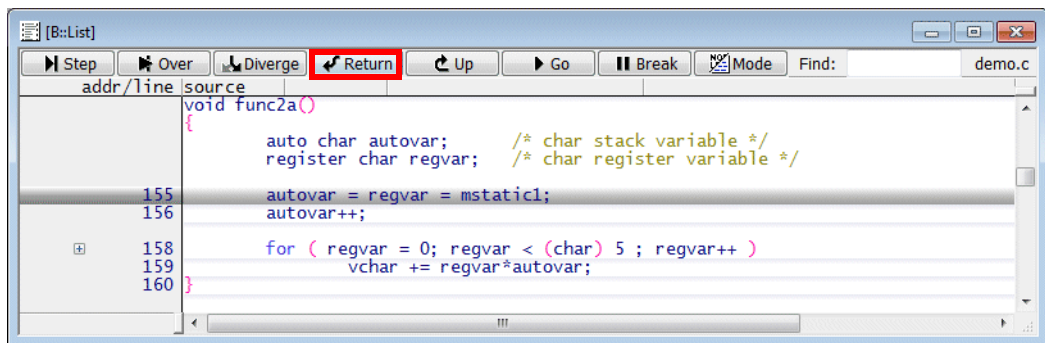 [B::List]
Step Over Diverge Return Up Go Break Mode Find: demo.c
addr/line source
void func2a()
{
auto char autovar; /* char stack variable */
register char regvar; /* char register variable */
155 autovar = regvar = mstatic1;
156 autovar++;
158 for ( regvar = 0; regvar < (char) 5 ; regvar++ )
159 vchar += regvar*autovar;
160 }